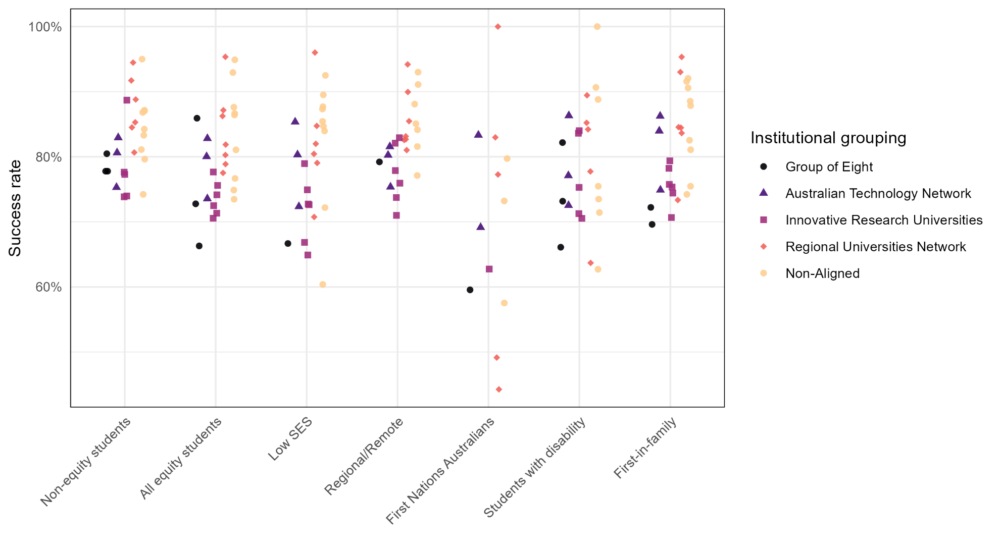 100%
80%
60%
Success rate
Non-equity students
All equity students
Low SES
Regional/Remote
First Nations Australians
Students with disability
First-in-family
Institutional grouping
Group of Eight
Australian Technology Network
Innovative Research Universities
Regional Universities Network
Non-Aligned